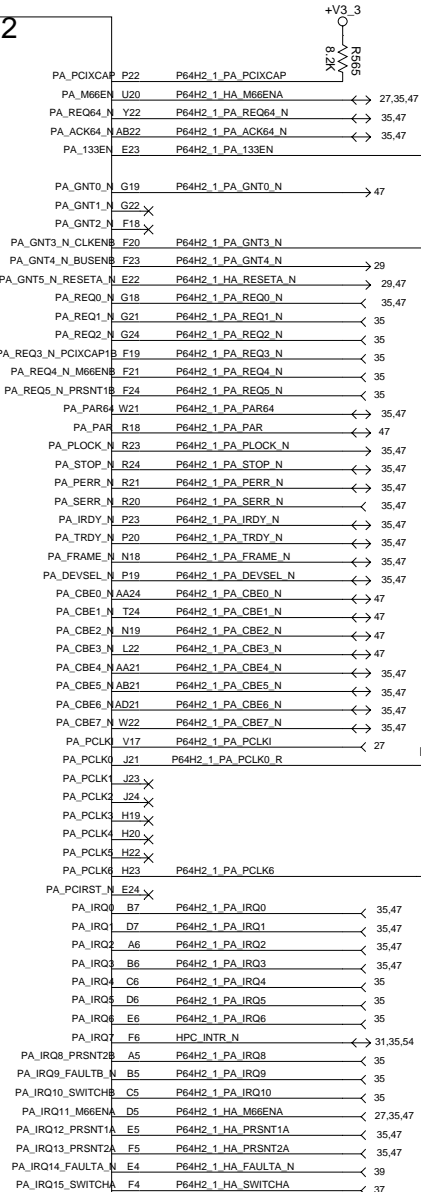 +V3_3
2
R565
8.2K
PA_PCIXCAP P22 P64H2_1_PA_PCIXCAP
PA_M66EN U20 P64H2_1_HA_M66ENA 27,35,47
PA_REQ64_N Y22 P64H2_1_PA_REQ64_N 35,47
PA_ACK64_N AB22 P64H2_1_PA_ACK64_N 35,47
PA_133EN E23 P64H2_1_PA_133EN
PA_GNT0_N G19 P64H2_1_PA_GNT0_N 47
PA_GNT1_N G22
PA_GNT2_N F18
PA_GNT3_N_CLKENB F20 P64H2_1_PA_GNT3_N
PA_GNT4_N_BUSENB F23 P64H2_1_PA_GNT4_N 29
PA_GNT5_N_RESETA_N E22 P64H2_1_HA_RESETA_N 29,47
PA_REQ0_N G18 P64H2_1_PA_REQ0_N 35,47
PA_REQ1_N G21 P64H2_1_PA_REQ1_N 35
PA_REQ2_N G24 P64H2_1_PA_REQ2_N 35
PA_REQ3_N_PCIXCAP1B F19 P64H2_1_PA_REQ3_N 35
PA_REQ4_N_M66ENB F21 P64H2_1_PA_REQ4_N 35
PA_REQ5_N_PRSNT1B F24 P64H2_1_PA_REQ5_N 35
PA_PAR64 W21 P64H2_1_PA_PAR64 35,47
PA_PAR R18 P64H2_1_PA_PAR 47
PA_PLOCK_N R23 P64H2_1_PA_PLOCK_N 35,47
PA_STOP_N R24 P64H2_1_PA_STOP_N 35,47
PA_PERR_N R21 P64H2_1_PA_PERR_N 35,47
PA_SERR_N R20 P64H2_1_PA_SERR_N 35,47
PA_IRDY_N P23 P64H2_1_PA_IRDY_N 35,47
PA_TRDY_N P20 P64H2_1_PA_TRDY_N 35,47
PA_FRAME_N N18 P64H2_1_PA_FRAME_N 35,47
PA_DEVSEL_N P19 P64H2_1_PA_DEVSEL_N 35,47
PA_CBE0_N AA24 P64H2_1_PA_CBE0_N 47
PA_CBE1_N T24 P64H2_1_PA_CBE1_N 47
PA_CBE2_N N19 P64H2_1_PA_CBE2_N 47
PA_CBE3_N L22 P64H2_1_PA_CBE3_N 47
PA_CBE4_N AA21 P64H2_1_PA_CBE4_N 35,47
PA_CBE5_N AB21 P64H2_1_PA_CBE5_N 35,47
PA_CBE6_N AD21 P64H2_1_PA_CBE6_N 35,47
PA_CBE7_N W22 P64H2_1_PA_CBE7_N 35,47
PA_PCLKI V17 P64H2_1_PA_PCLKI 27
PA_PCLK0 J21 P64H2_1_PA_PCLK0_R
PA_PCLK1 J23
PA_PCLK2 J24
PA_PCLK3 H19
PA_PCLK4 H20
PA_PCLK5 H22
PA_PCLK6 H23 P64H2_1_PA_PCLK6
PA_PCIRST_N E24
PA_IRQ0 B7 P64H2_1_PA_IRQ0 35,47
PA_IRQ1 D7 P64H2_1_PA_IRQ1 35,47
PA_IRQ2 A6 P64H2_1_PA_IRQ2 35,47
PA_IRQ3 B6 P64H2_1_PA_IRQ3 35,47
PA_IRQ4 C6 P64H2_1_PA_IRQ4 35
PA_IRQ5 D6 P64H2_1_PA_IRQ5 35
PA_IRQ6 E6 P64H2_1_PA_IRQ6 35
PA_IRQ7 F6 HPC_INTR_N 31,35,54
PA_IRQ8_PRSNT2B A5 P64H2_1_PA_IRQ8 35
PA_IRQ9_FAULTB_N B5 P64H2_1_PA_IRQ9 35
PA_IRQ10_SWITCHB C5 P64H2_1_PA_IRQ10 35
PA_IRQ11_M66ENA D5 P64H2_1_HA_M66ENA 27,35,47
PA_IRQ12_PRSNT1A E5 P64H2_1_HA_PRSNT1A 35,47
PA_IRQ13_PRSNT2A F5 P64H2_1_HA_PRSNT2A 35,47
PA_IRQ14_FAULTA_N E4 P64H2_1_HA_FAULTA_N 39
PA_IRQ15_SWITCHA F4 P64H2_1_HA_SWITCHA 37